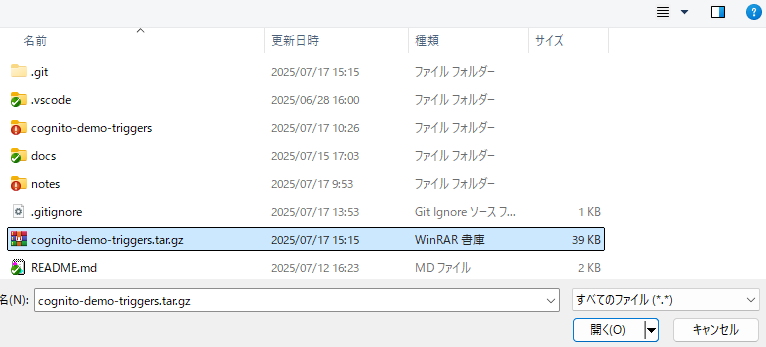 名前 更新日時 種類 サイズ
.git 2025/07/17 15:15 ファイル フォルダー
.vscode 2025/06/28 16:00 ファイル フォルダー
cognito-demo-triggers 2025/07/17 10:26 ファイル フォルダー
docs 2025/07/15 17:03 ファイル フォルダー
notes 2025/07/17 9:53 ファイル フォルダー
.gitignore 2025/07/17 13:53 Git Ignore ソース フ... 1 KB
cognito-demo-triggers.tar.gz 2025/07/17 15:15 WinRAR 書庫 39 KB
README.md 2025/07/12 16:23 MD ファイル 2 KB
名(N): cognito-demo-triggers.tar.gz すべてのファイル (*.*)
開く(O) キャンセル